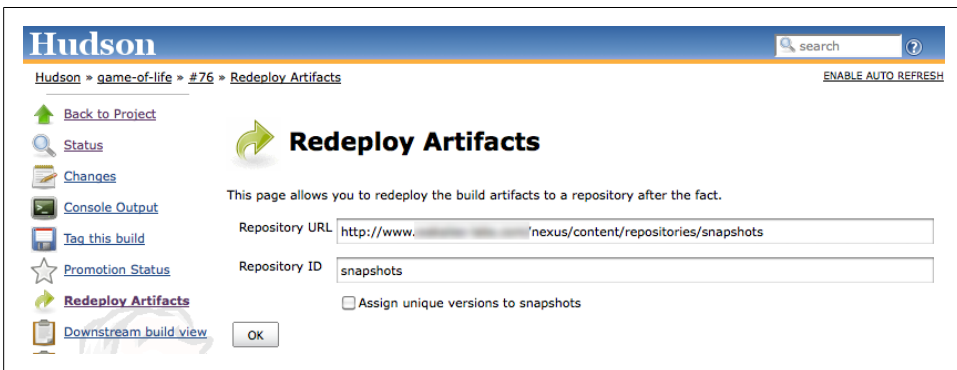 Hudson
search
Hudson » game-of-life » #76 » Redeploy Artifacts
ENABLE AUTO REFRESH
Back to Project
Status
Changes
Console Output
Tag this build
Promotion Status
Redeploy Artifacts
Downstream build view
Redeploy Artifacts
This page allows you to redeploy the build artifacts to a repository after the fact.
Repository URL http://www. /nexus/content/repositories/snapshots
Repository ID snapshots
Assign unique versions to snapshots
OK